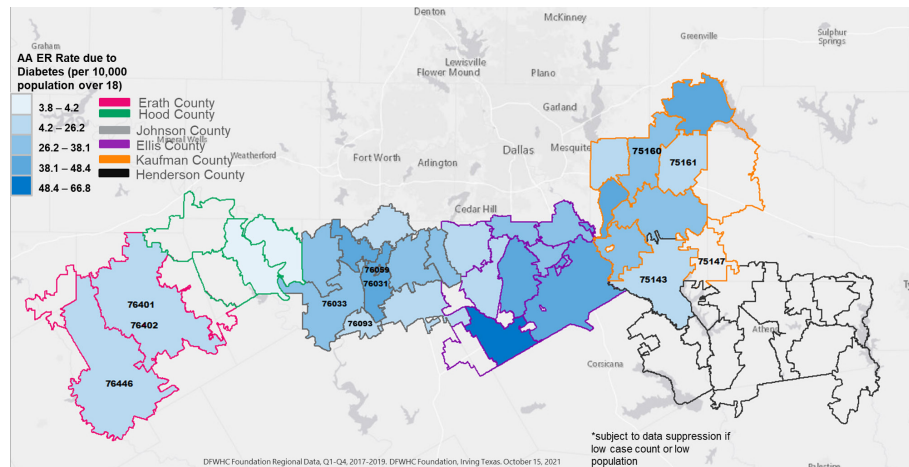 Denton
McKinney
Graham
Greenville
Sulphur
Springs
AA ER Rate due to
Diabetes (per 10,000
population over 18)
Lewisville
Flower Mound
Plano
3.8 – 4.2
4.2 – 26.2
26.2 – 38.1
38.1 – 48.4
48.4 – 66.8
Erath County
Hood County
Johnson County
Ellis County
Kaufman County
Henderson County
Garland
Mineral Wells
Weatherford
Fort Worth
Arlington
Dallas
Mesquite
75160
75161
Cedar Hill
76059
76031
75147
75143
76401
76402
76033
76093
Athens
76446
Corsicana
*subject to data suppression if
low case count or low
population
DFWHC Foundation Regional Data, Q1-Q4, 2017-2019. DFWHC Foundation, Irving Texas. October 15, 2021
Palestine